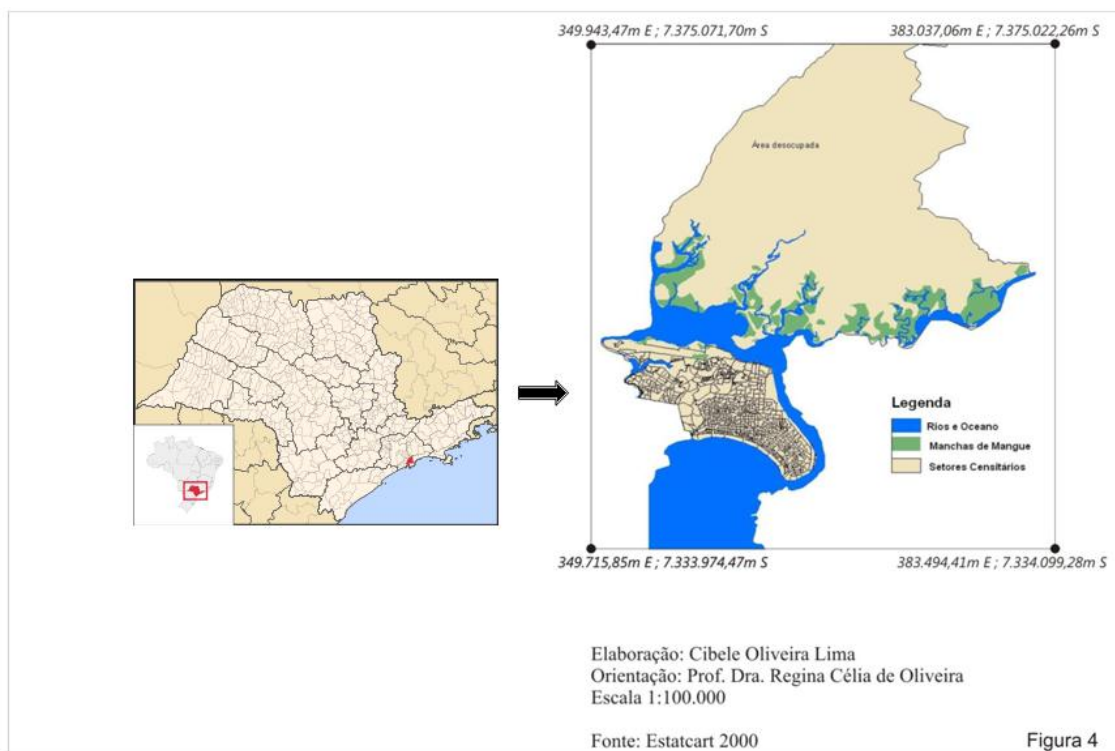 349.943,47m E ; 7.375.071,70m S
383.037,06m E ; 7.375.022,26m S
Área desocupada
Legenda
Rios e Oceano
Manchas de Mangue
Setores Censitários
349.715,85m E ; 7.333.974,47m S
383.494,41m E ; 7.334.099,28m S
Elaboração: Cibele Oliveira Lima
Orientação: Prof. Dra. Regina Célia de Oliveira
Escala 1:100.000
Fonte: Estatcart 2000
Figura 4